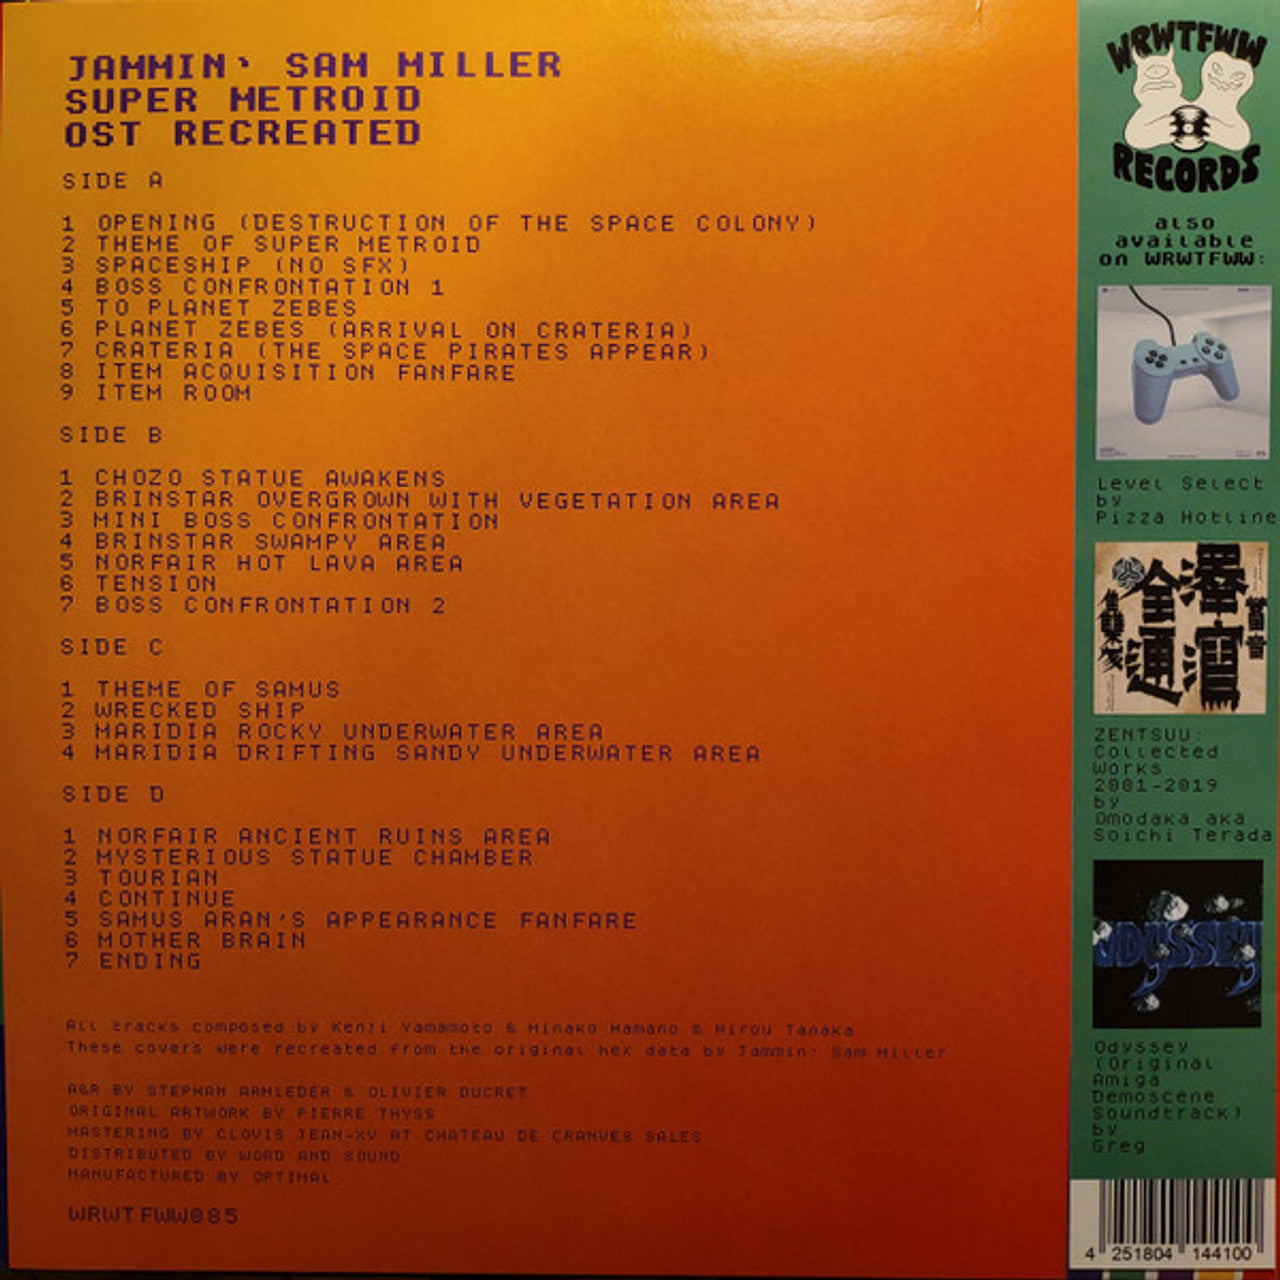 JAMMIN' SAM MILLER
SUPER METROID
OST RECREATED
SIDE A
1 OPENING (DESTRUCTION OF THE SPACE COLONY)
2 THEME OF SUPER METROID
3 SPACESHIP (NO SFX)
4 BOSS CONFRONTATION 1
5 TO PLANET ZEBES
6 PLANET ZEBES (ARRIVAL ON CRATERIA)
7 CRATERIA (THE SPACE PIRATES APPEAR)
8 ITEM ACQUISITION FANFARE
9 ITEM ROOM
SIDE B
1 CHOZO STATUE AWAKENS
2 BRINSTAR OVERGROWN WITH VEGETATION AREA
3 MINI BOSS CONFRONTATION
4 BRINSTAR SWAMPY AREA
5 NORFAIR HOT LAVA AREA
6 TENSION
7 BOSS CONFRONTATION 2
SIDE C
1 THEME OF SAMUS
2 WRECKED SHIP
3 MARIDIA ROCKY UNDERWATER AREA
4 MARIDIA DRIFTING SANDY UNDERWATER AREA
SIDE D
1 NORFAIR ANCIENT RUINS AREA
2 MYSTERIOUS STATUE CHAMBER
3 TOURIAN
4 CONTINUE
5 SAMUS ARAN'S APPEARANCE FANFARE
6 MOTHER BRAIN
7 ENDING
All tracks composed by Kenji Yamamoto & Minako Hamano & Hirou Tanaka
These covers were recreated from the original hex data by Jammin' Sam Miller
A&R BY STEPHAN ARMLEDER & OLIVIER DUCRET
ORIGINAL ARTWORK BY PIERRE THYSS
MASTERING BY CLOVIS JEAN-XV AT CHATEAU DE CRANVES SALES
DISTRIBUTED BY WORD AND SOUND
MANUFACTURED BY OPTIMAL
WRWTFWW085
WRWTFWW
RECORDS
also
available
on WRWTFWW:
Level Select
by
Pizza Hotline
全澤
通寶
ZENTSUU:
Collected
Works
2001-2019
by
Omodaka aka
Soichi Terada
ODYSSEY
Odyssey
(Original
Amiga
Demoscene
Soundtrack)
by
Greg
4 251804 144100